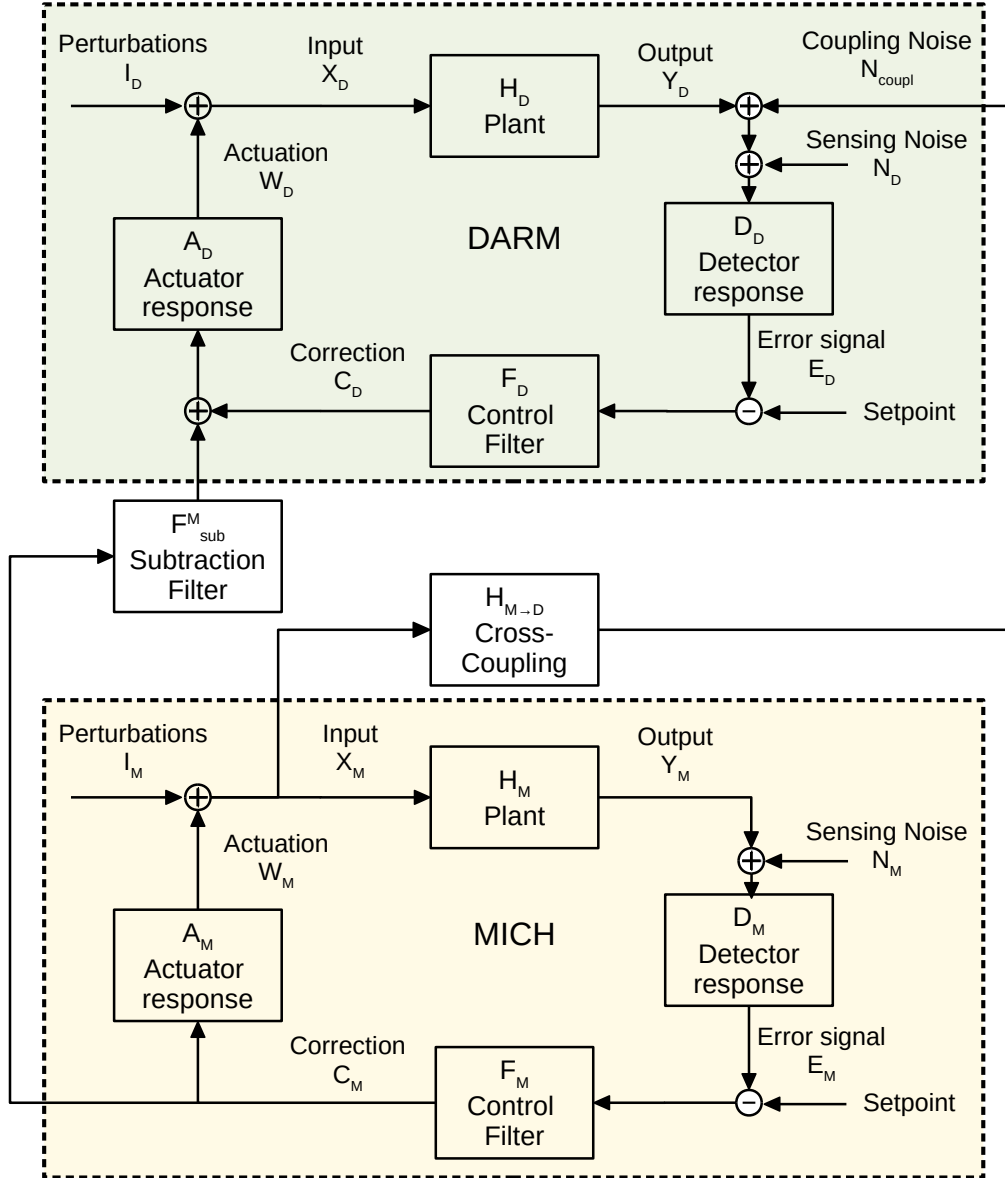 Perturbations
I_D
Input
X_D
H_D
Plant
Output
Y_D
Coupling Noise
N_coupl
Actuation
W_D
Sensing Noise
N_D
A_D
Actuator
response
DARM
D_D
Detector
response
Correction
C_D
F_D
Control
Filter
Error signal
E_D
Setpoint
F^M_sub
Subtraction
Filter
H_M→D
Cross-
Coupling
Perturbations
I_M
Input
X_M
H_M
Plant
Output
Y_M
Actuation
W_M
Sensing Noise
N_M
A_M
Actuator
response
MICH
D_M
Detector
response
Correction
C_M
F_M
Control
Filter
Error signal
E_M
Setpoint